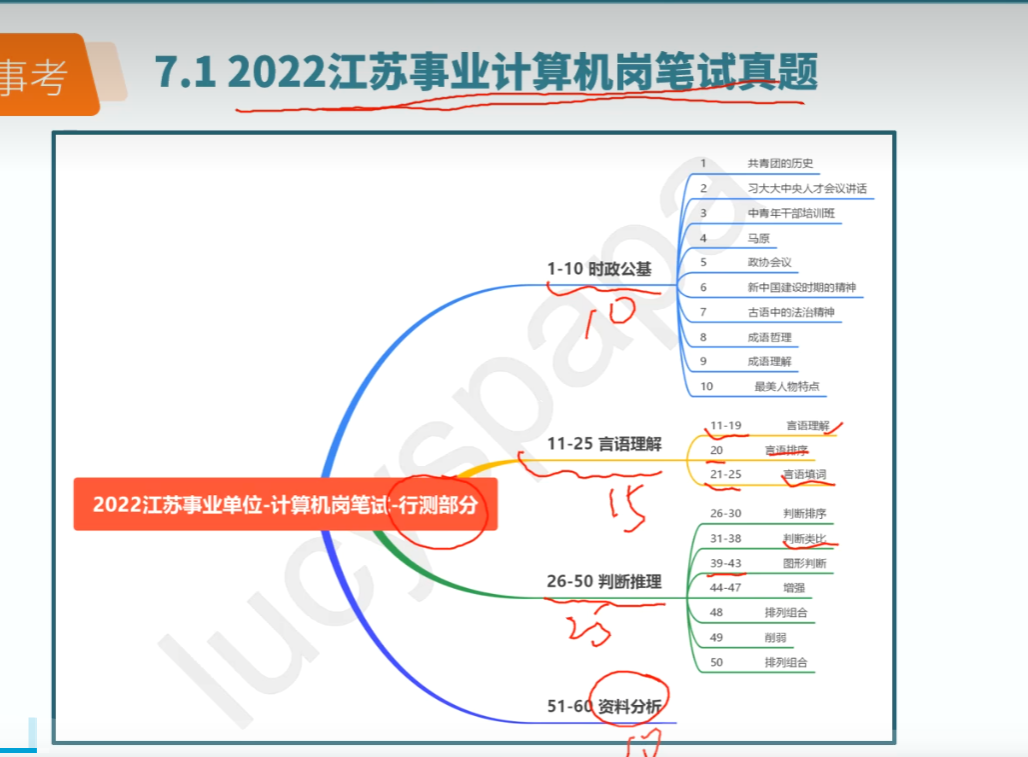 事考
7.1 2022江苏事业计算机岗笔试真题
1 共青团的历史
2 习大大中央人才会议讲话
3 中青年干部培训班
4 马原
5 政协会议
6 新中国建设时期的精神
7 古语中的法治精神
8 成语哲理
9 成语理解
10 最美人物特点
1-10 时政公基
10
11-19 言语理解
20 言语排序
21-25 言语填词
11-25 言语理解
15
2022江苏事业单位-计算机岗笔试-行测部分
26-30 判断排序
31-38 判断类比
39-43 图形判断
44-47 增强
48 排列组合
49 削弱
50 排列组合
26-50 判断推理
25
51-60 资料分析
10
lucyspapa